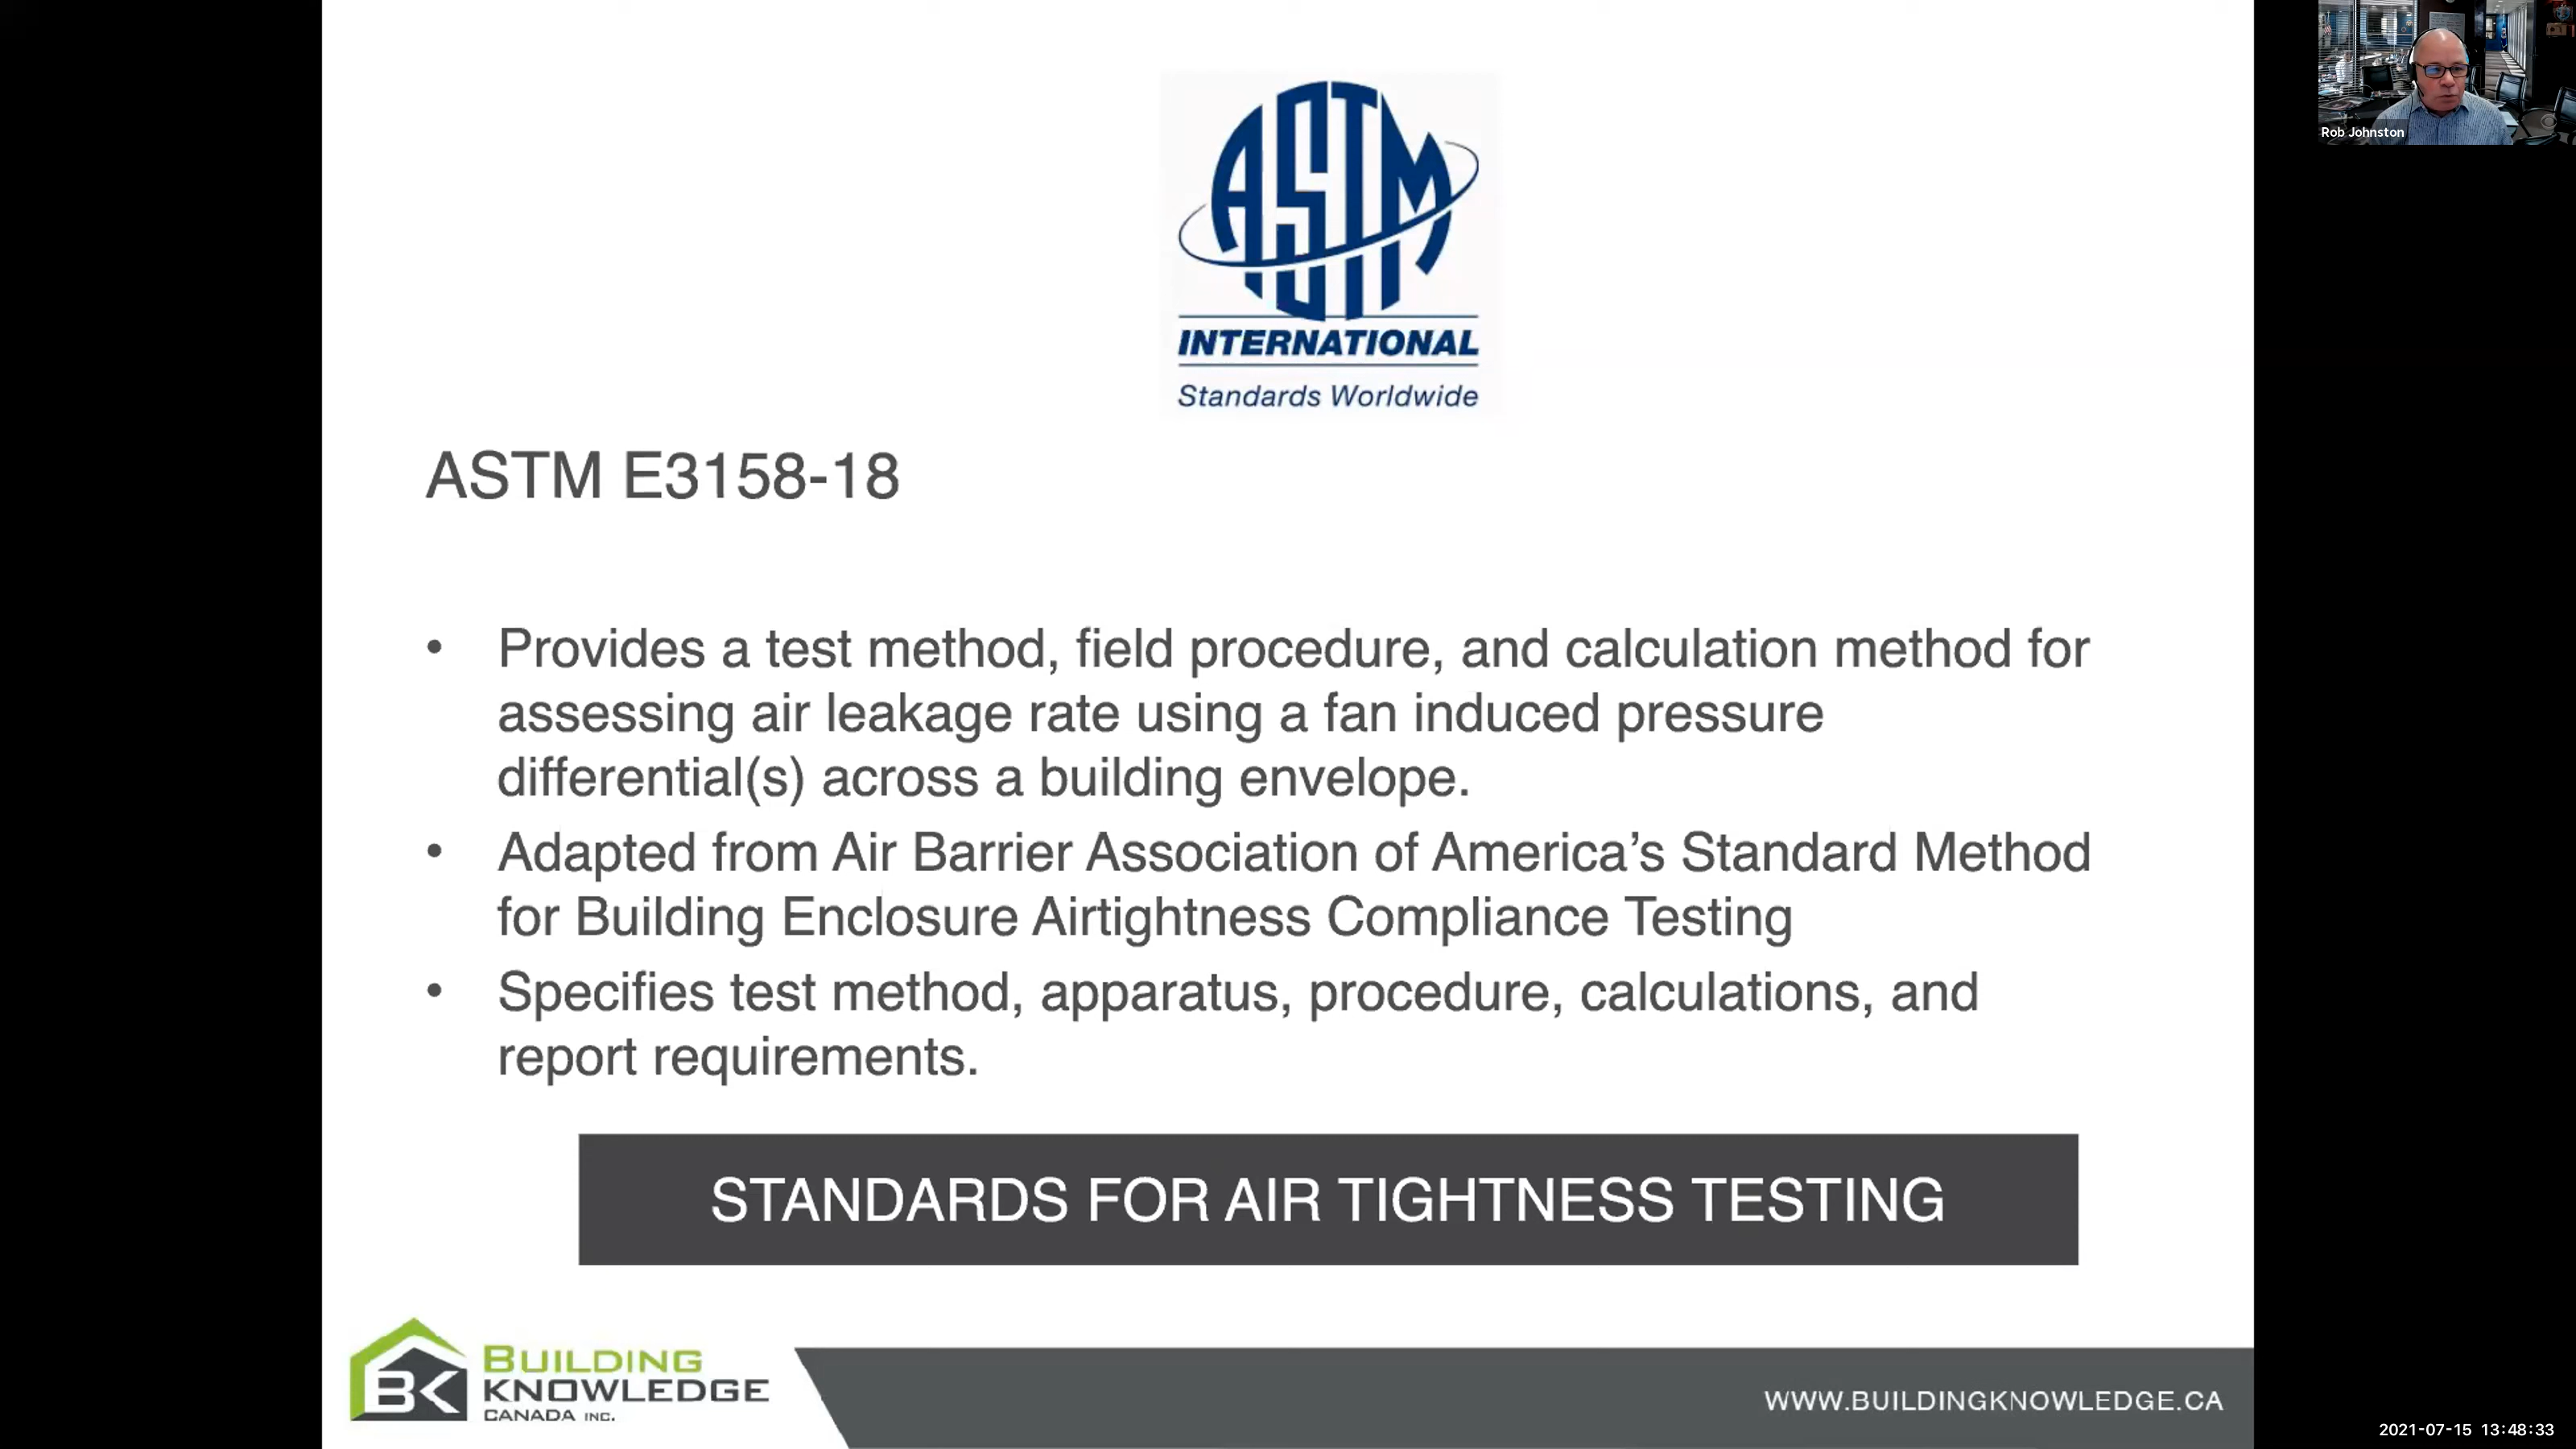 Rob Johnston
ASTM
INTERNATIONAL
Standards Worldwide
ASTM E3158-18
• Provides a test method, field procedure, and calculation method for
assessing air leakage rate using a fan induced pressure
differential(s) across a building envelope.
• Adapted from Air Barrier Association of America’s Standard Method
for Building Enclosure Airtightness Compliance Testing
• Specifies test method, apparatus, procedure, calculations, and
report requirements.
STANDARDS FOR AIR TIGHTNESS TESTING
BK
BUILDING
KNOWLEDGE
CANADA INC.
WWW.BUILDINGKNOWLEDGE.CA
2021-07-15 13:48:33